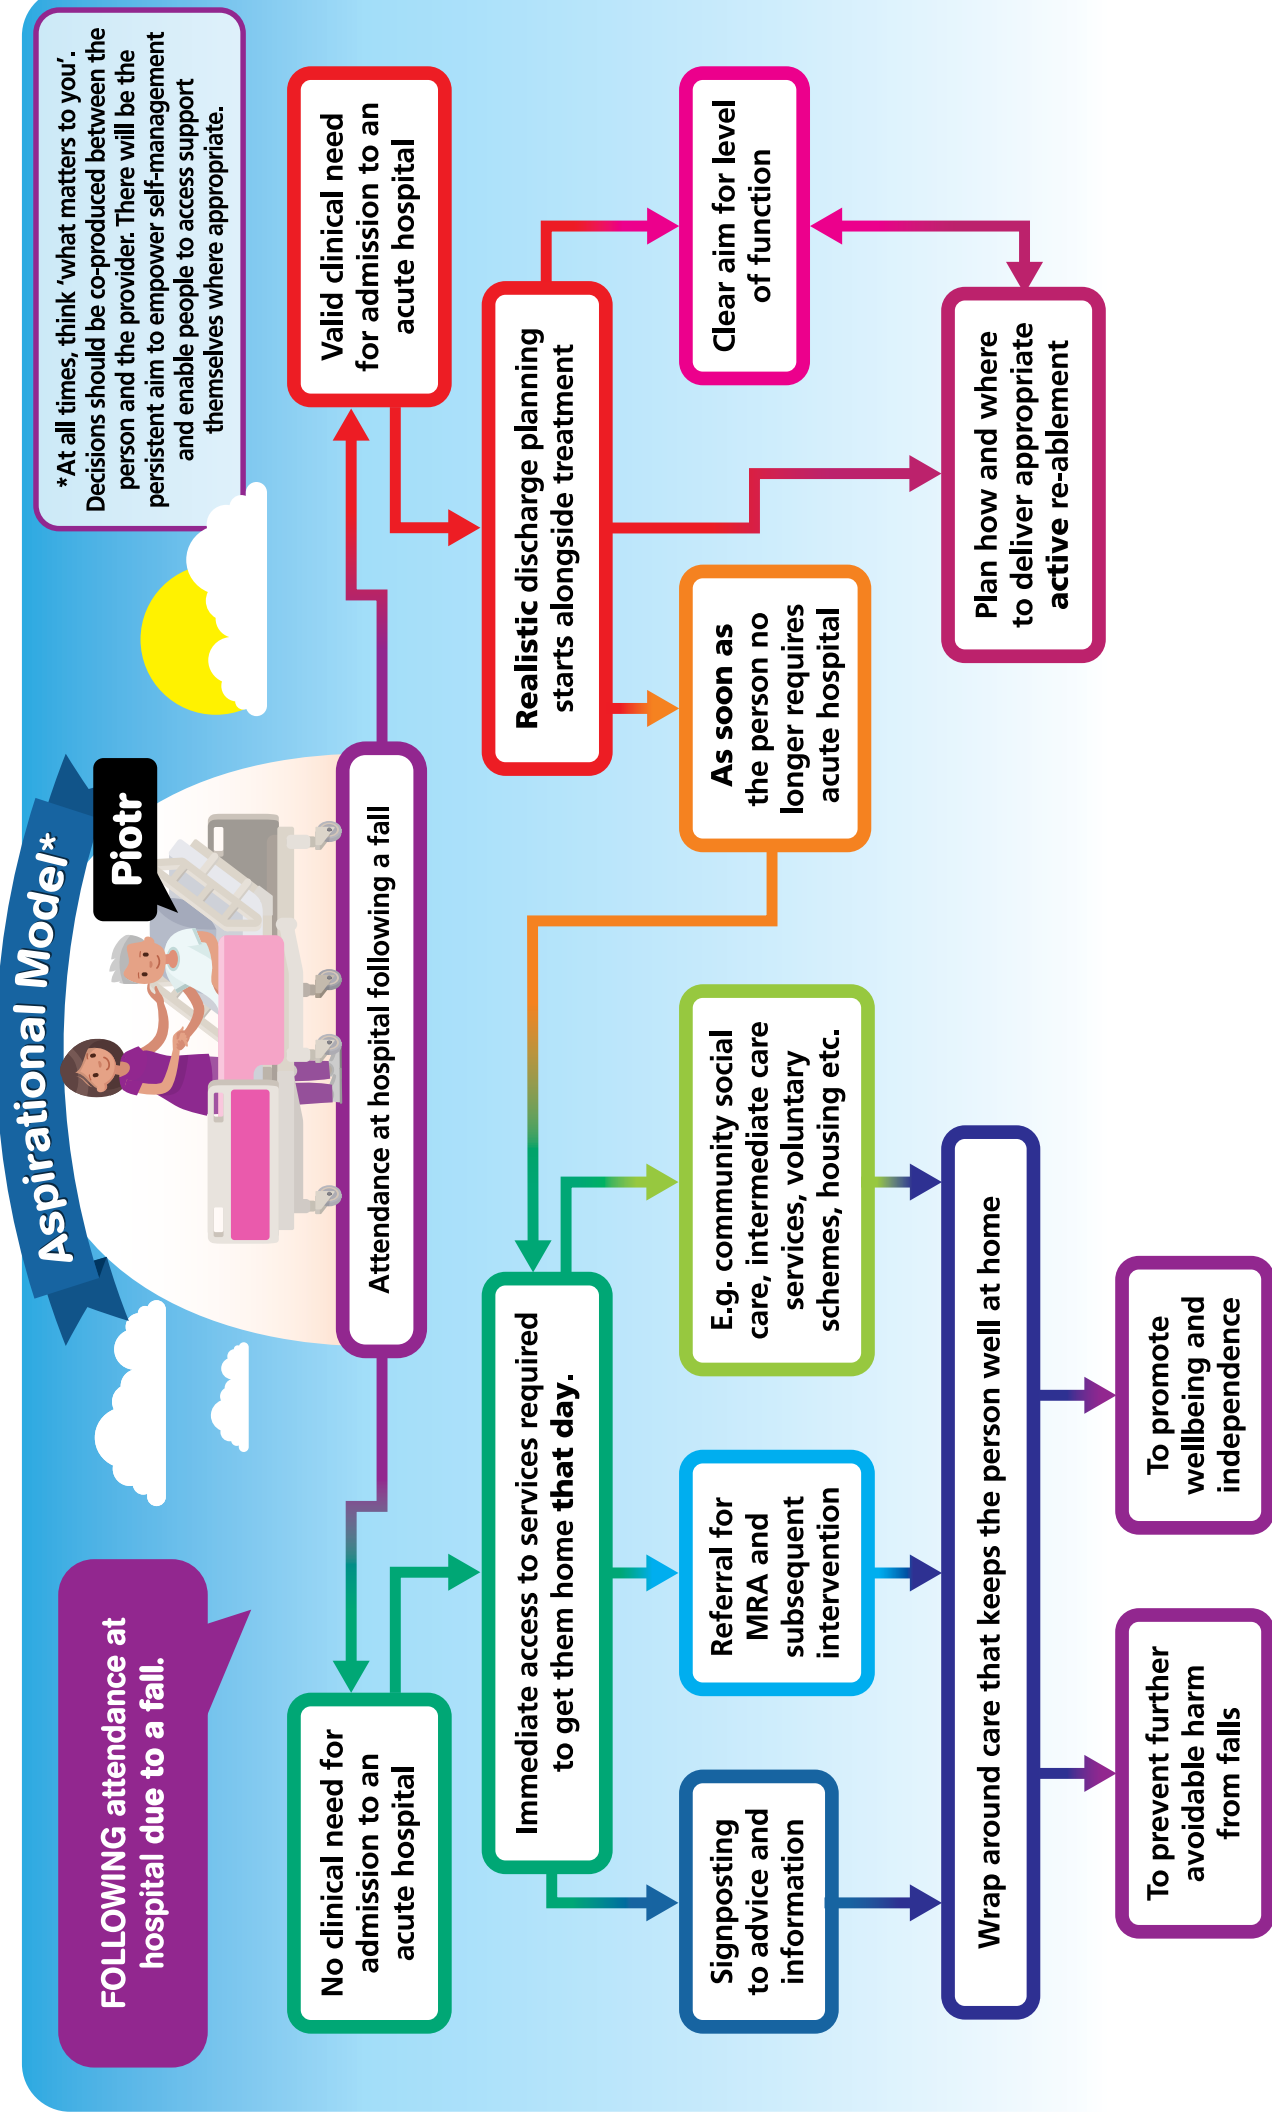 Aspirational Model*
FOLLOWING attendance at
hospital due to a fall.
Piotr
*At all times, think ‘what matters to you’.
Decisions should be co-produced between the
person and the provider. There will be the
persistent aim to empower self-management
and enable people to access support
themselves where appropriate.
Attendance at hospital following a fall
No clinical need for
admission to an
acute hospital
Valid clinical need
for admission to an
acute hospital
Immediate access to services required
to get them home that day.
Realistic discharge planning
starts alongside treatment
Signposting
to advice and
information
Referral for
MRA and
subsequent
intervention
E.g. community social
care, intermediate care
services, voluntary
schemes, housing etc.
As soon as
the person no
longer requires
acute hospital
Clear aim for level
of function
Wrap around care that keeps the person well at home
Plan how and where
to deliver appropriate
active re-ablement
To prevent further
avoidable harm
from falls
To promote
wellbeing and
independence